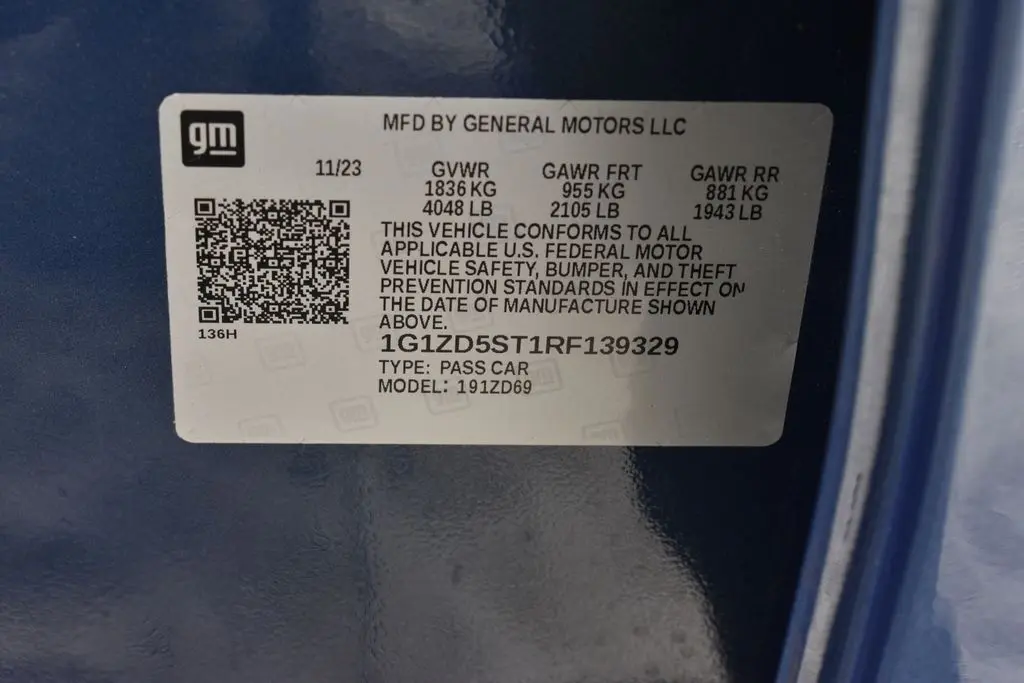 gm
MFD BY GENERAL MOTORS LLC
11/23 GVWR GAWR FRT GAWR RR
1836 KG 955 KG 881 KG
4048 LB 2105 LB 1943 LB
THIS VEHICLE CONFORMS TO ALL
APPLICABLE U.S. FEDERAL MOTOR
VEHICLE SAFETY, BUMPER, AND THEFT
PREVENTION STANDARDS IN EFFECT ON
THE DATE OF MANUFACTURE SHOWN
ABOVE.
136H
1G1ZD5ST1RF139329
TYPE: PASS CAR
MODEL: 191ZD69